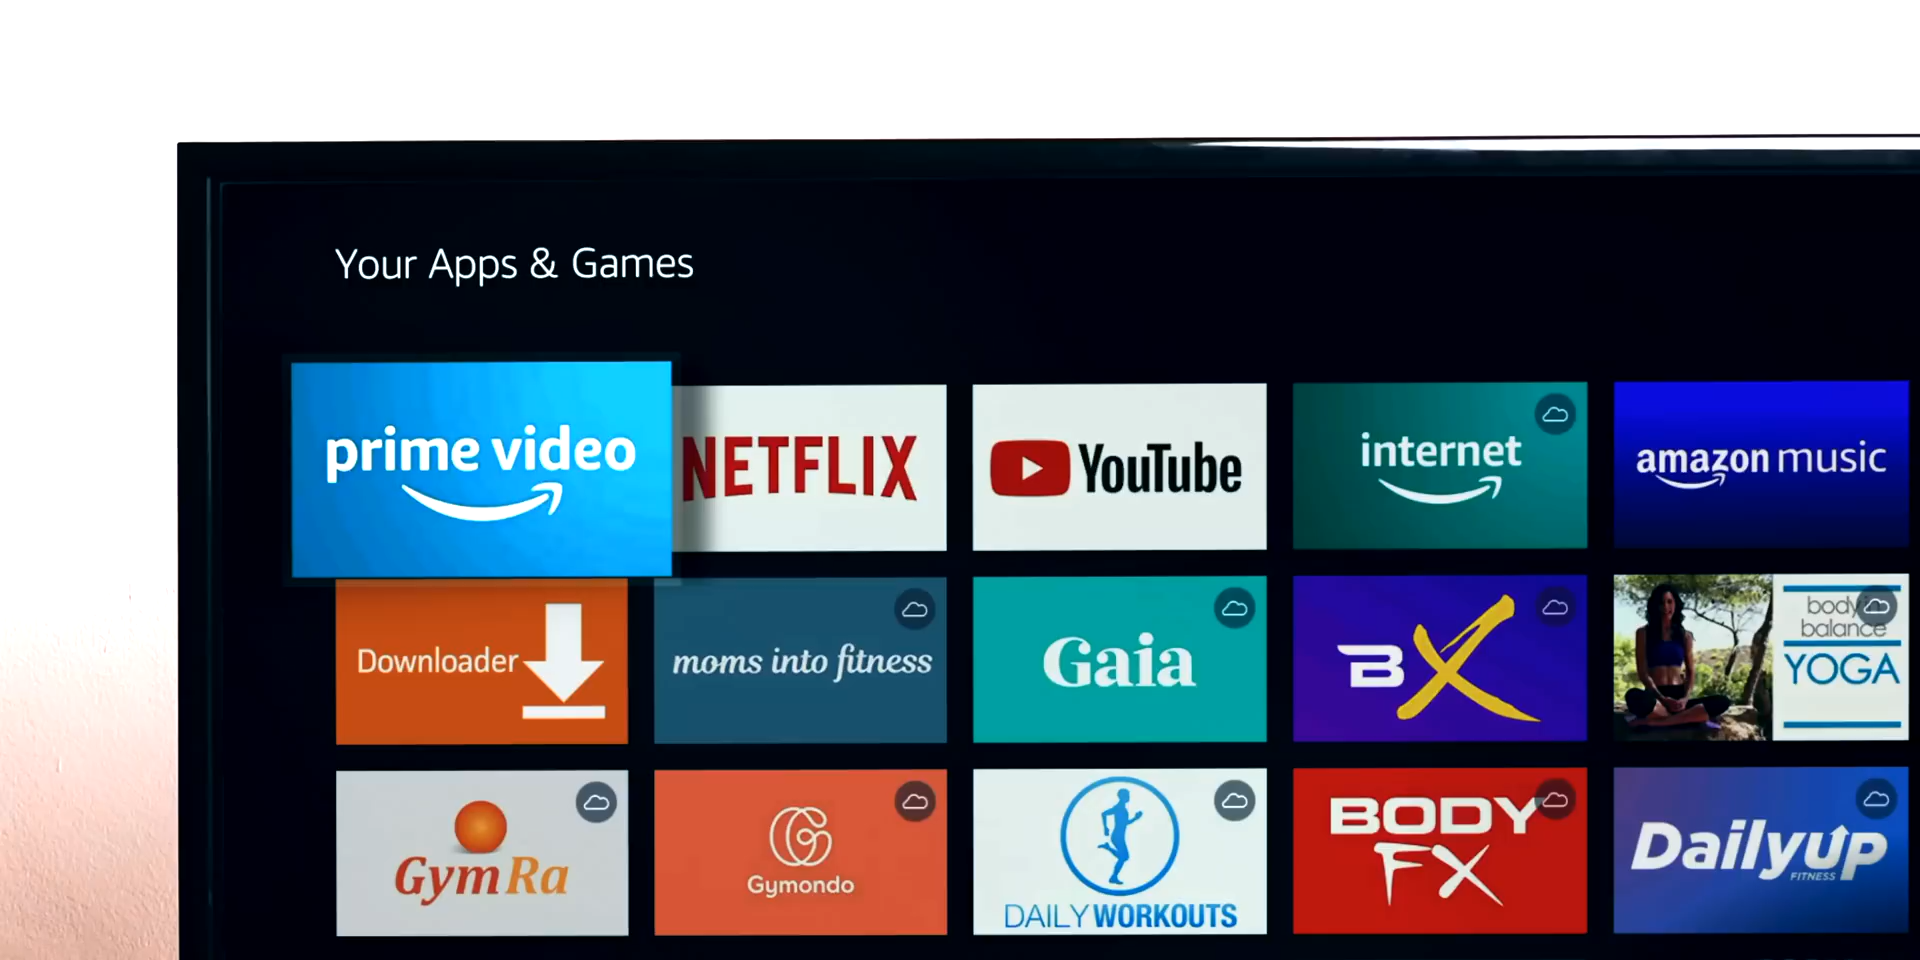 Your Apps & Games
prime video
NETFLIX
YouTube
internet
amazon music
Downloader
moms into fitness
Gaia
BX
body in
balance
YOGA
GymRa
Gymondo
DAILY WORKOUTS
BODY
FX
Dailyup
FITNESS